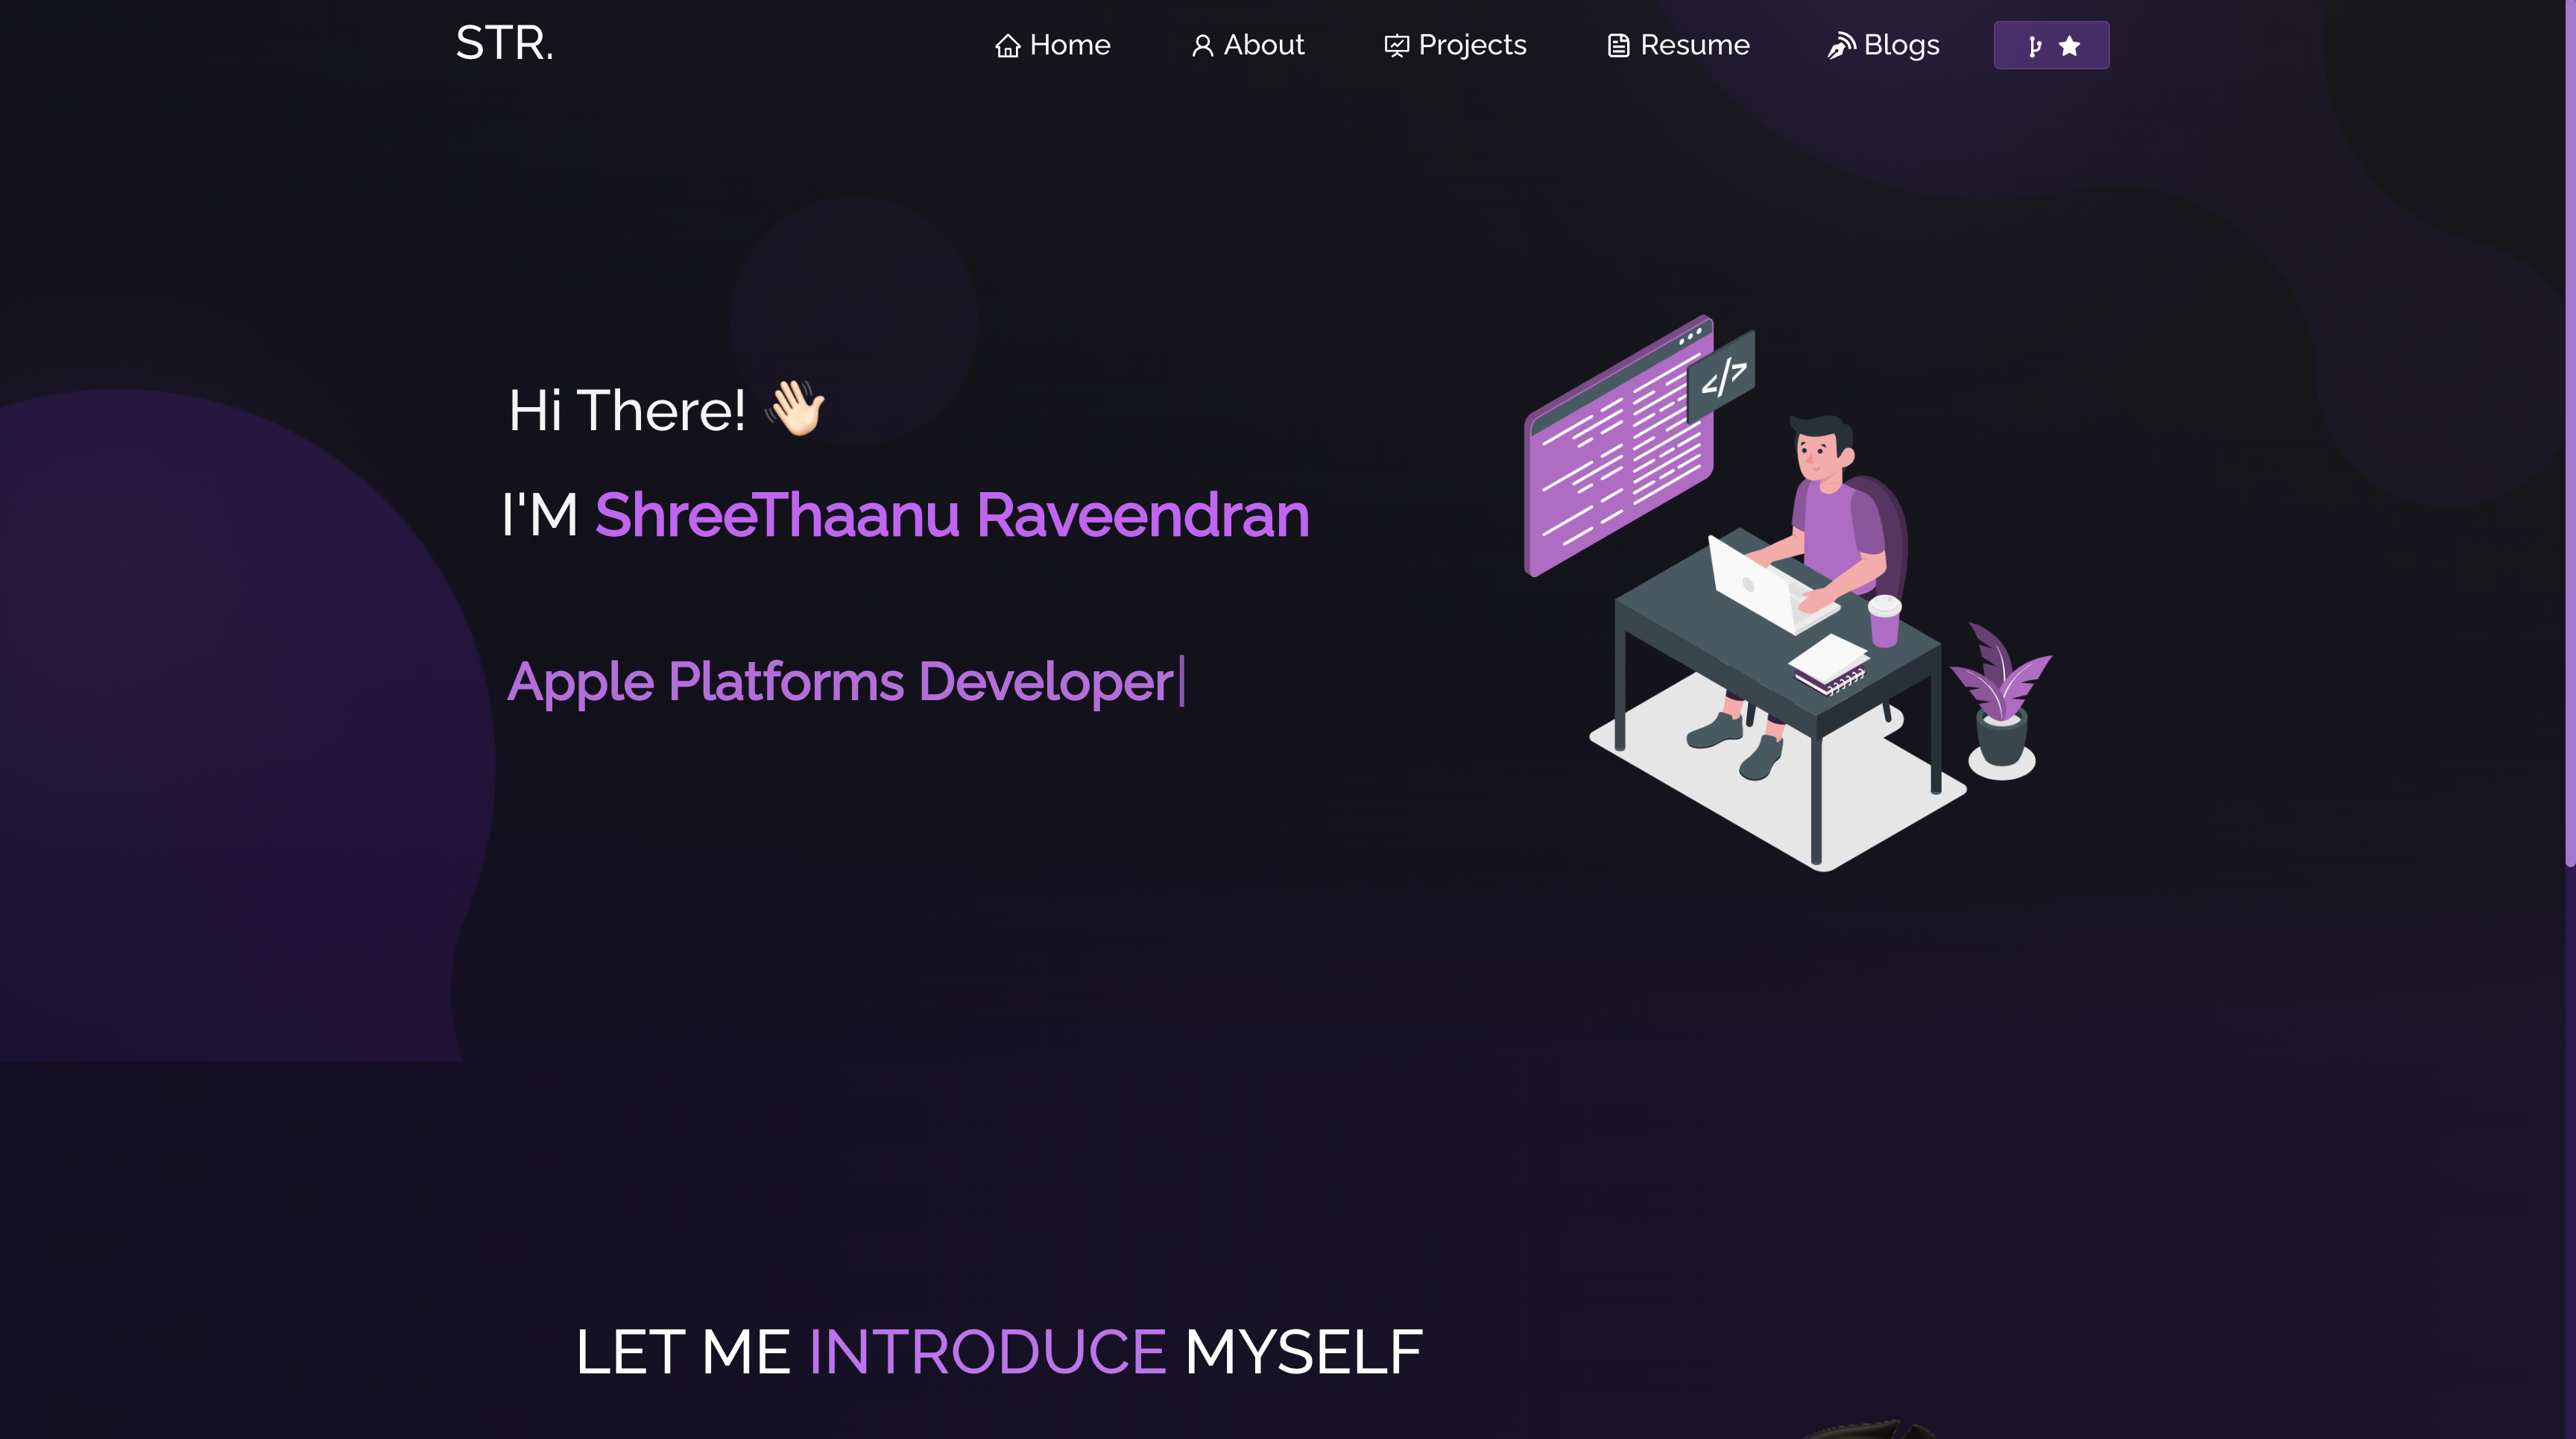 STR.
Home About Projects Resume Blogs
Hi There! 👋🏻
I'M ShreeThaanu Raveendran
</>
Apple Platforms Developer
LET ME INTRODUCE MYSELF